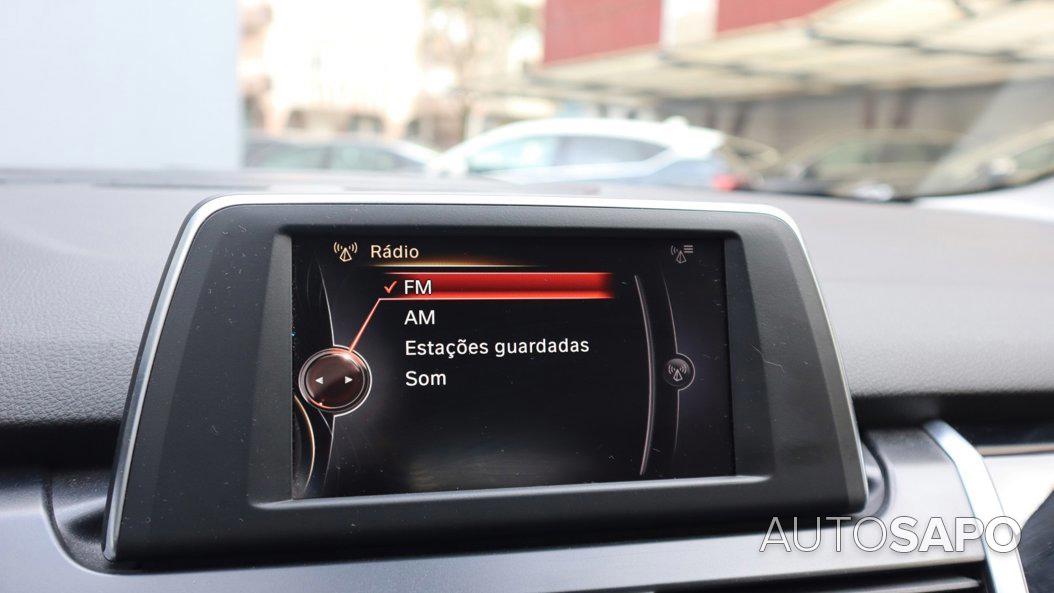 Rádio
FM
AM
Estações guardadas
Som
AUTOSAPO